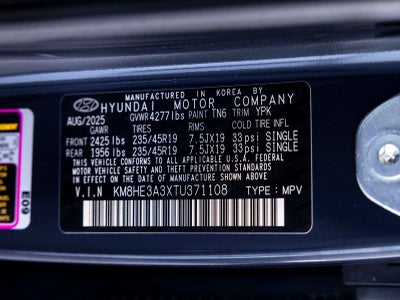 MANUFACTURED IN KOREA BY
HYUNDAI MOTOR COMPANY
AUG/2025 GVWR 4277lbs PAINT TN6 TRIM YPK
GAWR TIRES RIMS COLD TIRE INFL
FRONT 2425 lbs 235/45R19 7.5JX19 33psi SINGLE
REAR 1956 lbs 235/45R19 7.5JX19 33psi SINGLE
THIS VEHICLE CONFORMS TO ALL APPLICABLE U.S. FEDERAL
MOTOR VEHICLE SAFETY AND THEFT PREVENTION STANDARDS
IN EFFECT ON THE DATE OF MANUFACTURE SHOWN ABOVE.
V.I.N KM8HE3A3XTU371108 TYPE : MPV
E09